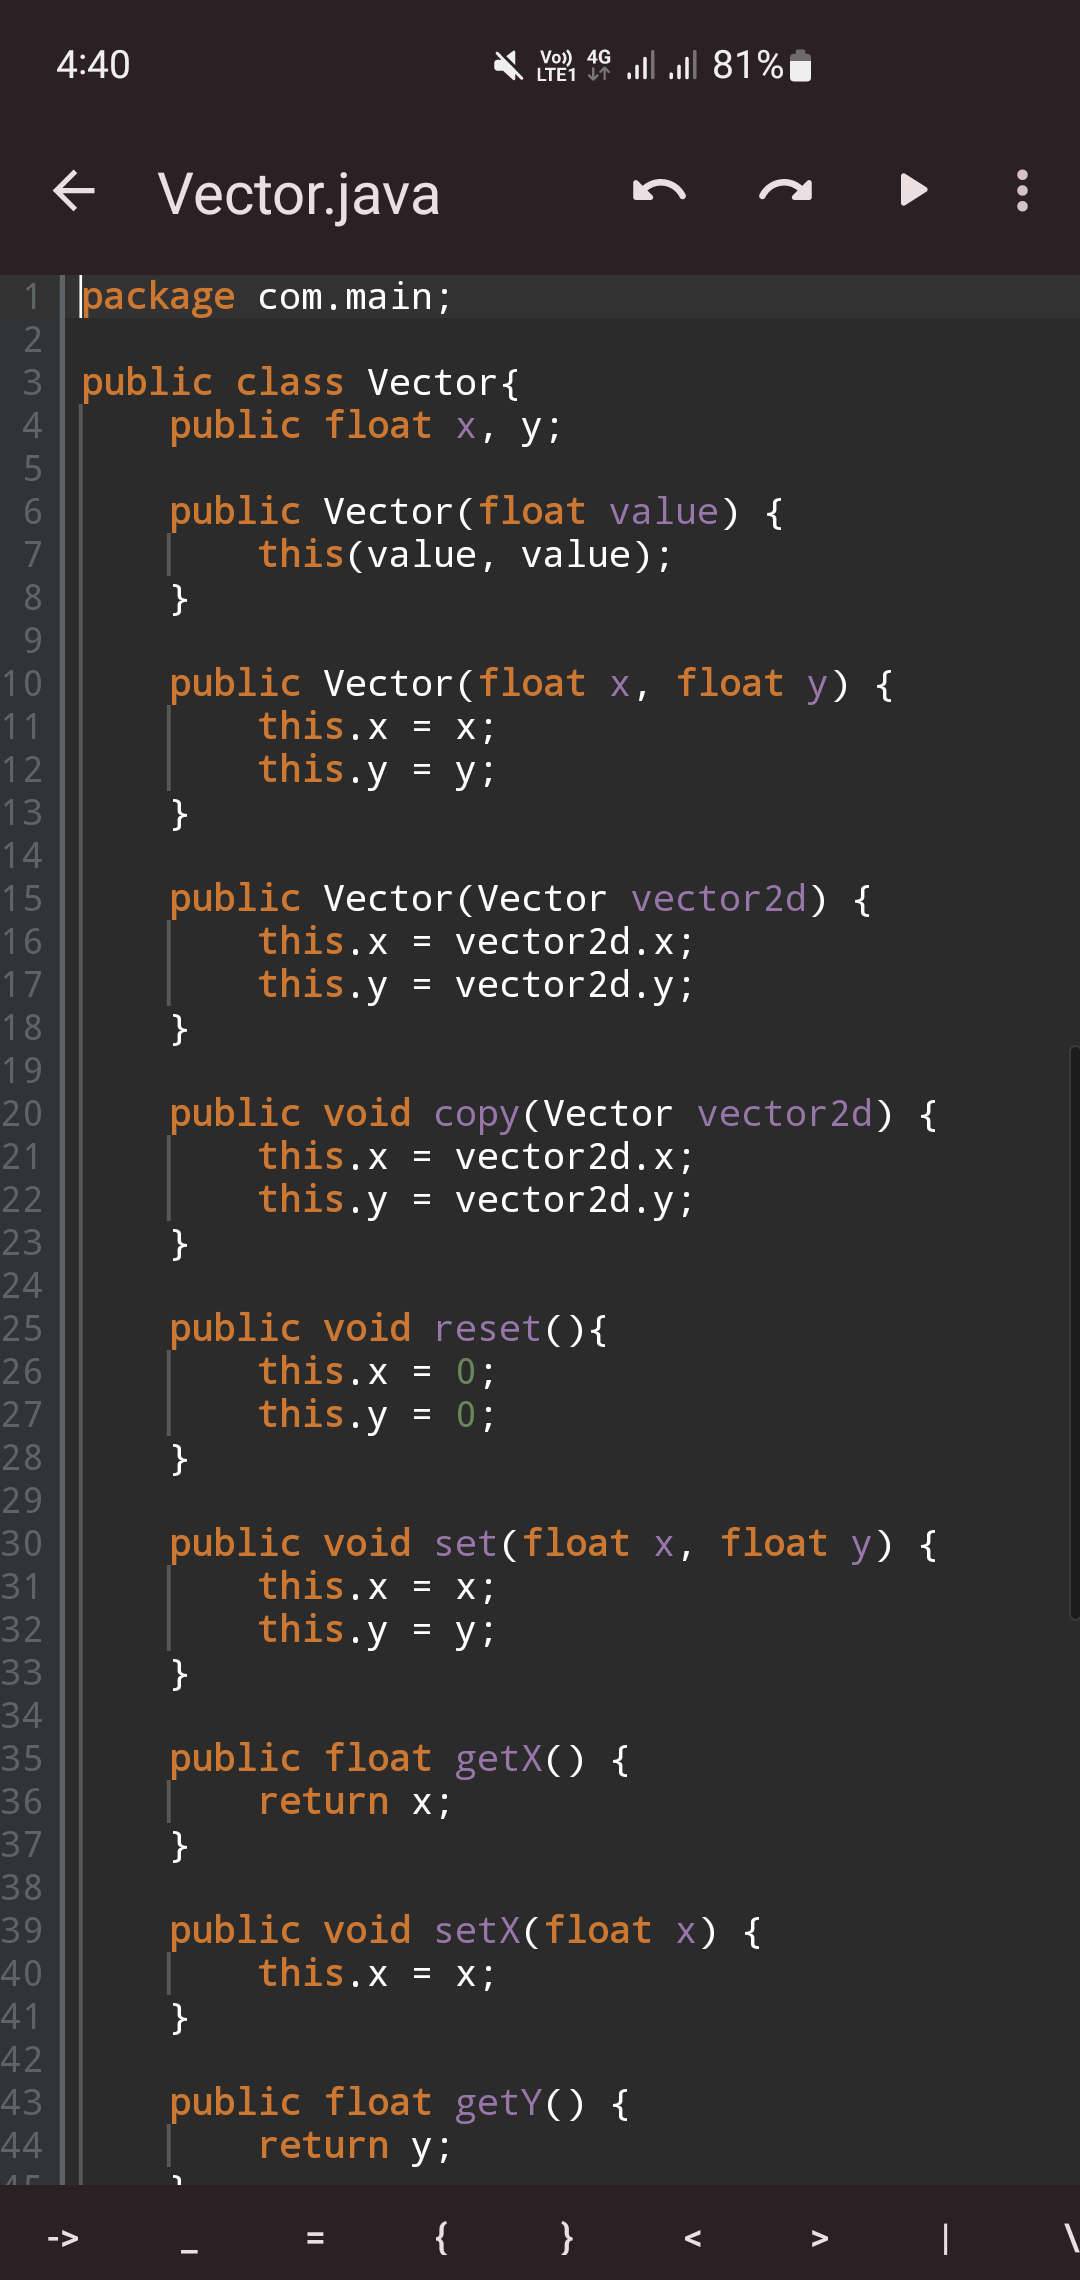 4:40 Vo)) LTE1 4G 81%
Vector.java
1 package com.main;
2
3 public class Vector{
4     public float x, y;
5
6     public Vector(float value) {
7         this(value, value);
8     }
9
10     public Vector(float x, float y) {
11         this.x = x;
12         this.y = y;
13     }
14
15     public Vector(Vector vector2d) {
16         this.x = vector2d.x;
17         this.y = vector2d.y;
18     }
19
20     public void copy(Vector vector2d) {
21         this.x = vector2d.x;
22         this.y = vector2d.y;
23     }
24
25     public void reset(){
26         this.x = 0;
27         this.y = 0;
28     }
29
30     public void set(float x, float y) {
31         this.x = x;
32         this.y = y;
33     }
34
35     public float getX() {
36         return x;
37     }
38
39     public void setX(float x) {
40         this.x = x;
41     }
42
43     public float getY() {
44         return y;
45     }
-> _ = { } < > | \